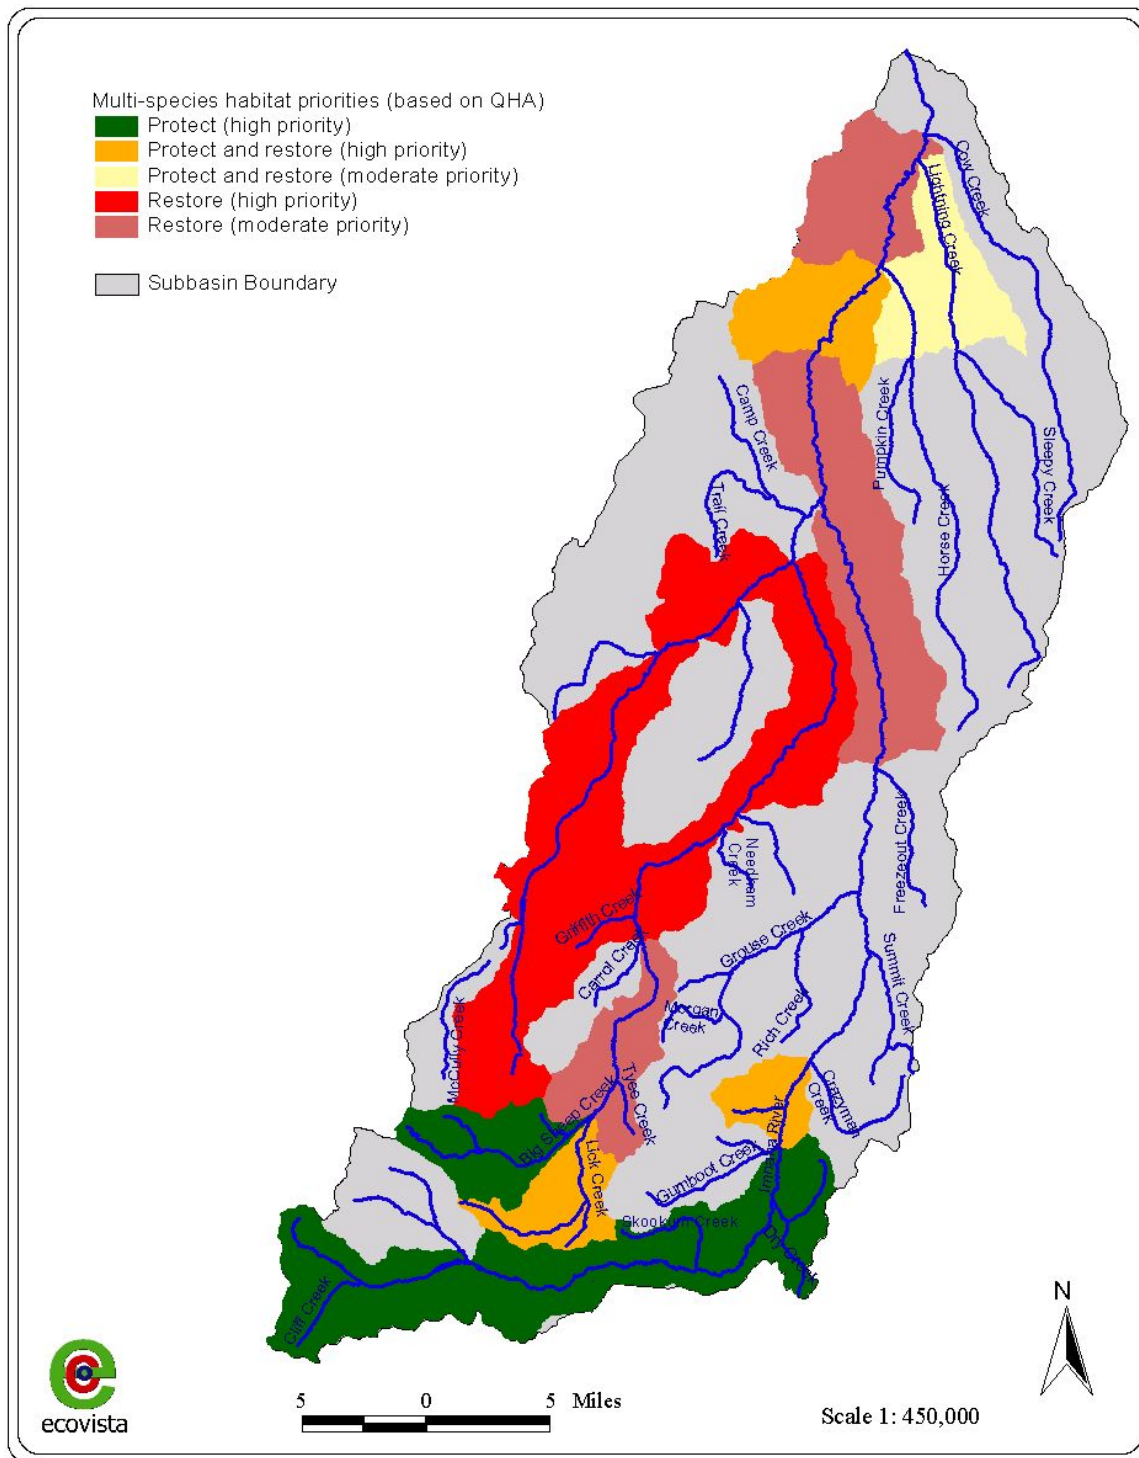 Multi-species habitat priorities (based on QHA)
Protect (high priority)
Protect and restore (high priority)
Protect and restore (moderate priority)
Restore (high priority)
Restore (moderate priority)
Subbasin Boundary
Cow Creek
Lightning Creek
Camp Creek
Pumpkin Creek
Sleepy Creek
Trail Creek
Horse Creek
Freezeout Creek
Needham
Creek
Griffith Creek
Grouse Creek
Carrol Creek
Summit Creek
Morgan
Creek
Rich Creek
McCully Creek
Tyee Creek
Crazyman
Creek
Big Sheep Creek
Lick Creek
Imnaha River
Gumboot Creek
Skookum Creek
Dry Creek
Cliff Creek
N
ecovista
5 0 5 Miles
Scale 1: 450,000